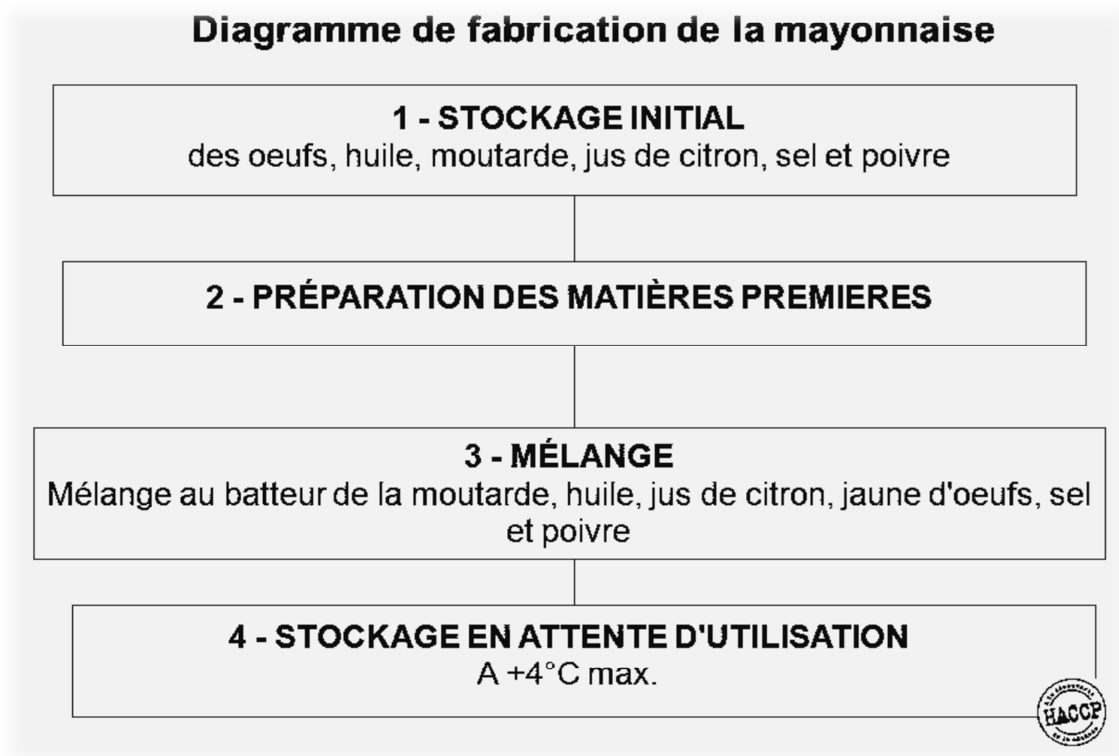 Diagramme de fabrication de la mayonnaise
1 - STOCKAGE INITIAL
des oeufs, huile, moutarde, jus de citron, sel et poivre
2 - PRÉPARATION DES MATIÈRES PREMIERES
3 - MÉLANGE
Mélange au batteur de la moutarde, huile, jus de citron, jaune d'oeufs, sel
et poivre
4 - STOCKAGE EN ATTENTE D'UTILISATION
A +4°C max.
HACCP